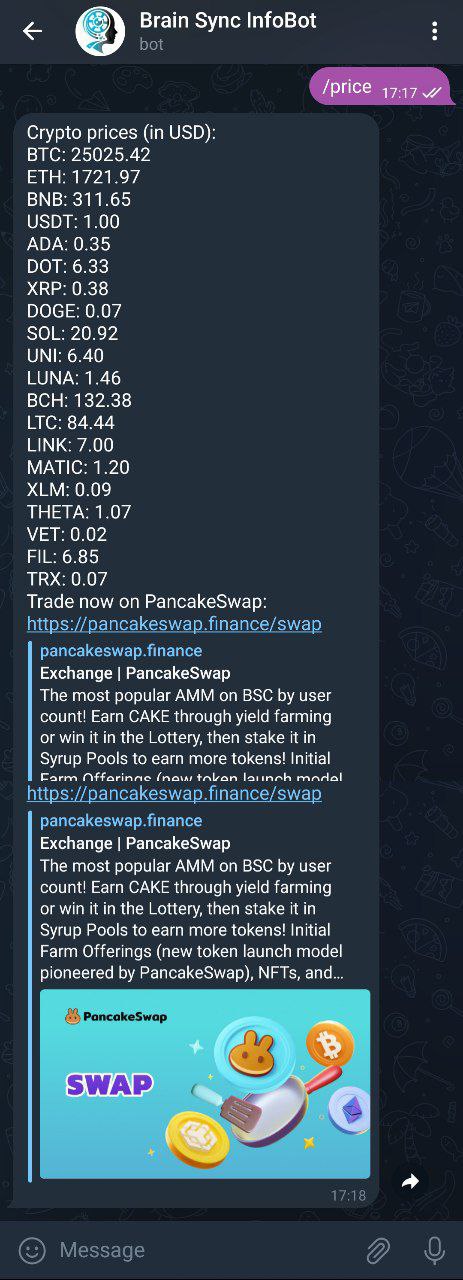 Brain Sync InfoBot
bot
/price 17:17
Crypto prices (in USD):
BTC: 25025.42
ETH: 1721.97
BNB: 311.65
USDT: 1.00
ADA: 0.35
DOT: 6.33
XRP: 0.38
DOGE: 0.07
SOL: 20.92
UNI: 6.40
LUNA: 1.46
BCH: 132.38
LTC: 84.44
LINK: 7.00
MATIC: 1.20
XLM: 0.09
THETA: 1.07
VET: 0.02
FIL: 6.85
TRX: 0.07
Trade now on PancakeSwap:
https://pancakeswap.finance/swap
pancakeswap.finance
Exchange | PancakeSwap
The most popular AMM on BSC by user
count! Earn CAKE through yield farming
or win it in the Lottery, then stake it in
Syrup Pools to earn more tokens! Initial
Farm Offerings (new token launch model
https://pancakeswap.finance/swap
pancakeswap.finance
Exchange | PancakeSwap
The most popular AMM on BSC by user
count! Earn CAKE through yield farming
or win it in the Lottery, then stake it in
Syrup Pools to earn more tokens! Initial
Farm Offerings (new token launch model
pioneered by PancakeSwap), NFTs, and...
PancakeSwap
SWAP
17:18
Message